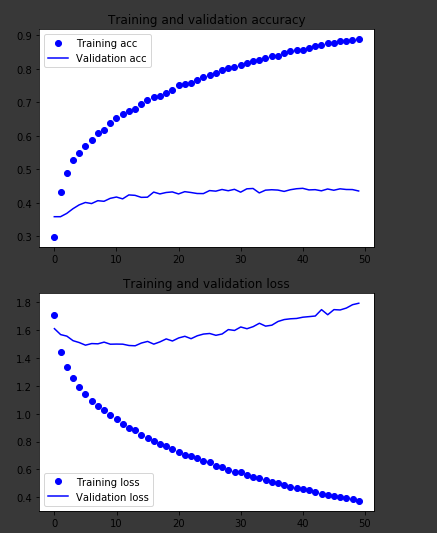 Training and validation accuracy
0.9
0.8
0.7
0.6
0.5
0.4
0.3
Training acc
Validation acc
0 10 20 30 40 50
Training and validation loss
1.8
1.6
1.4
1.2
1.0
0.8
0.6
0.4
Training loss
Validation loss
0 10 20 30 40 50